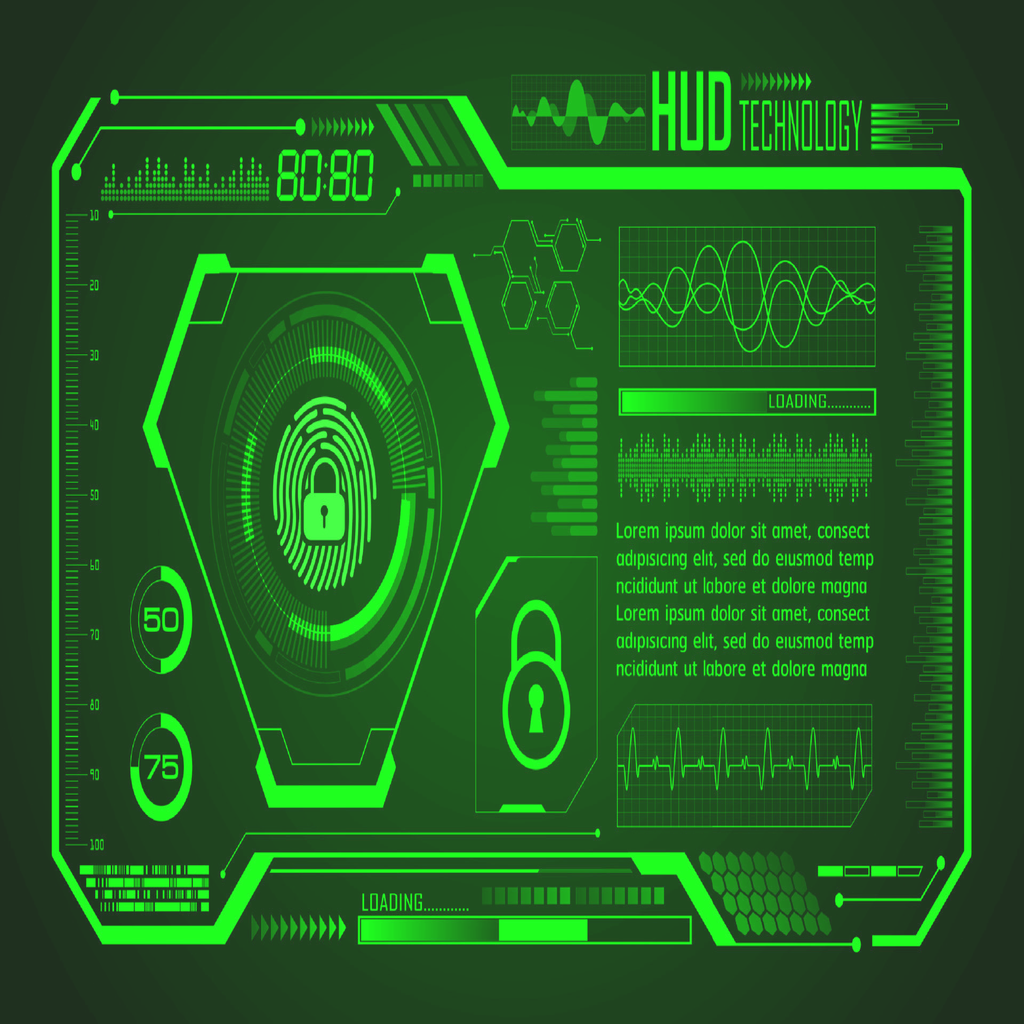 HUD TECHNOLOGY
80:80
10
20
30
40
50
60
70
80
90
100
50
75
LOADING............
Lorem ipsum dolor sit amet, consect
adipisicing elit, sed do eiusmod temp
ncididunt ut labore et dolore magna
Lorem ipsum dolor sit amet, consect
adipisicing elit, sed do eiusmod temp
ncididunt ut labore et dolore magna
LOADING............